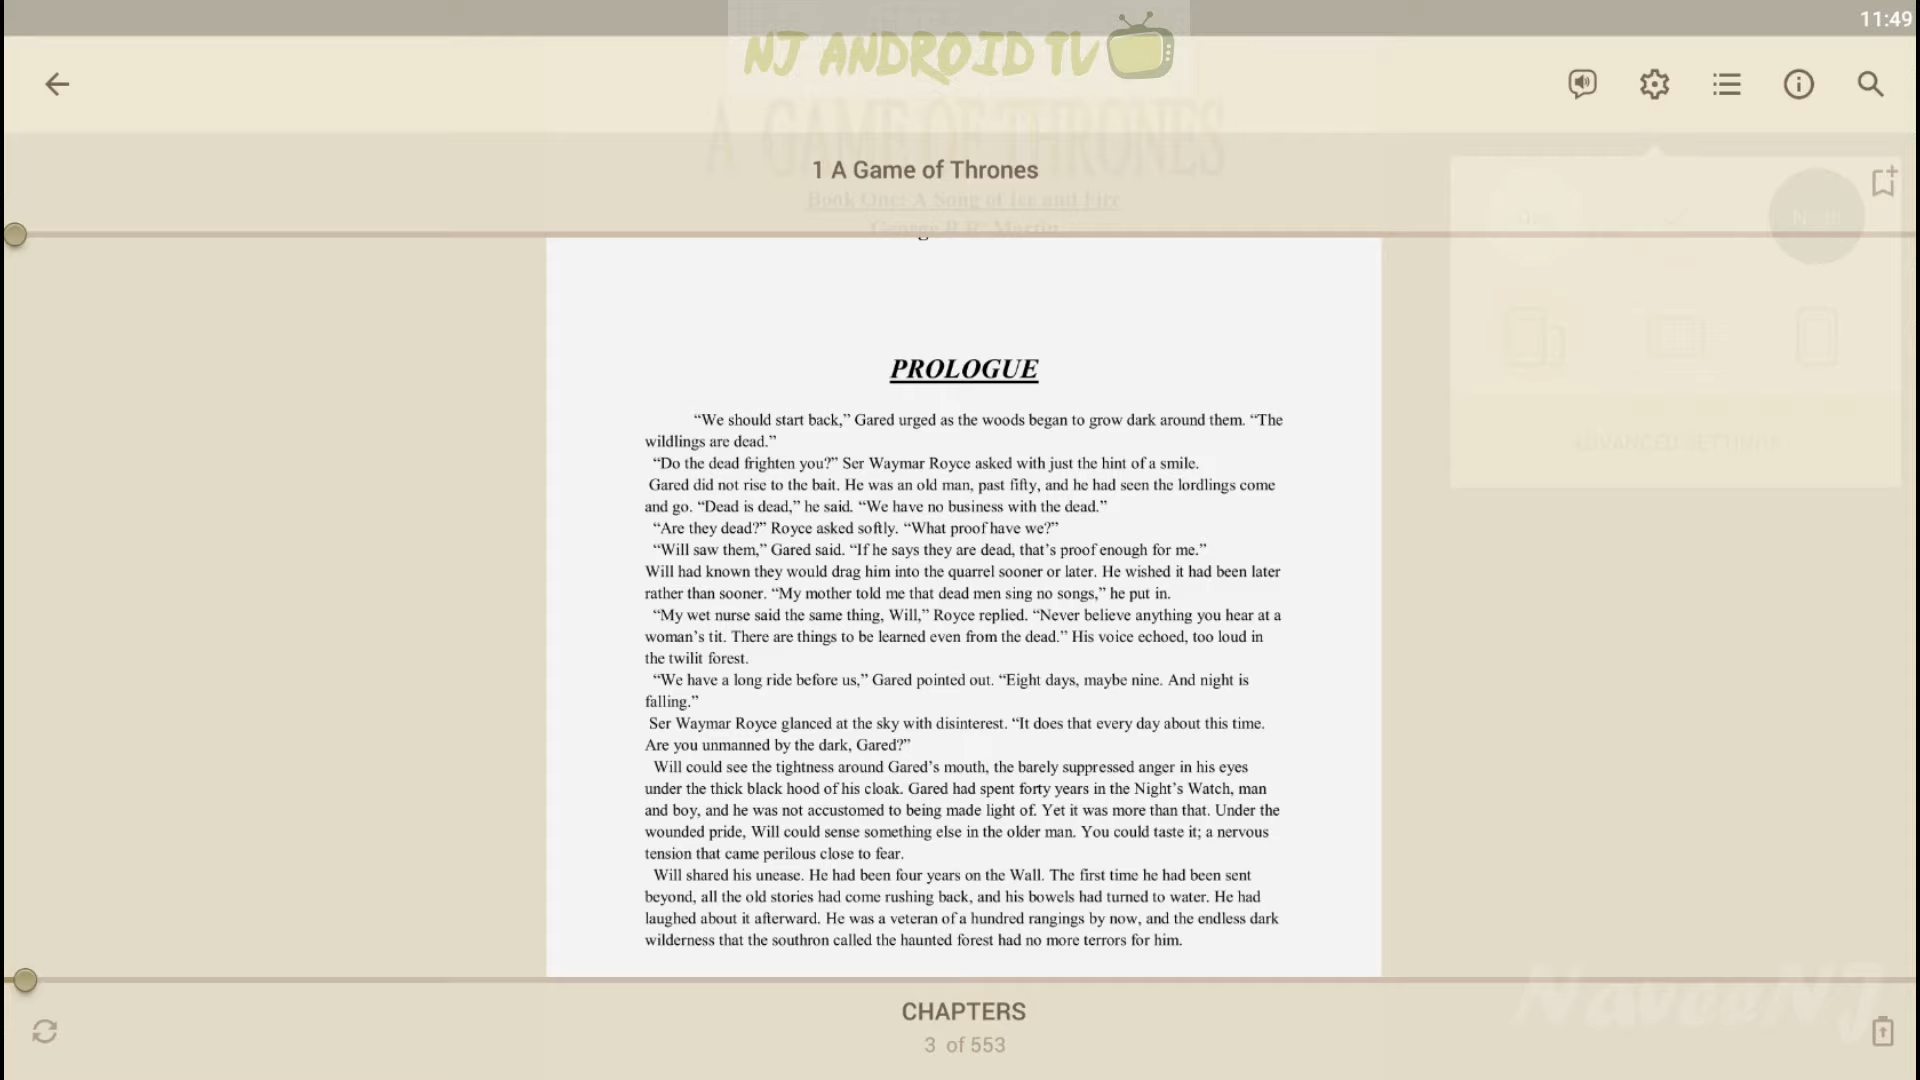 11:49
NJ ANDROID TV
A GAME OF THRONES
1 A Game of Thrones
Book One: A Song of Ice and Fire
George R.R. Martin
PROLOGUE
“We should start back,” Gared urged as the woods began to grow dark around them. “The
wildlings are dead.”
“Do the dead frighten you?” Ser Waymar Royce asked with just the hint of a smile.
Gared did not rise to the bait. He was an old man, past fifty, and he had seen the lordlings come
and go. “Dead is dead,” he said. “We have no business with the dead.”
“Are they dead?” Royce asked softly. “What proof have we?”
“Will saw them,” Gared said. “If he says they are dead, that’s proof enough for me.”
Will had known they would drag him into the quarrel sooner or later. He wished it had been later
rather than sooner. “My mother told me that dead men sing no songs,” he put in.
“My wet nurse said the same thing, Will,” Royce replied. “Never believe anything you hear at a
woman’s tit. There are things to be learned even from the dead.” His voice echoed, too loud in
the twilit forest.
“We have a long ride before us,” Gared pointed out. “Eight days, maybe nine. And night is
falling.”
Ser Waymar Royce glanced at the sky with disinterest. “It does that every day about this time.
Are you unmanned by the dark, Gared?”
Will could see the tightness around Gared’s mouth, the barely suppressed anger in his eyes
under the thick black hood of his cloak. Gared had spent forty years in the Night’s Watch, man
and boy, and he was not accustomed to being made light of. Yet it was more than that. Under the
wounded pride, Will could sense something else in the older man. You could taste it; a nervous
tension that came perilous close to fear.
Will shared his unease. He had been four years on the Wall. The first time he had been sent
beyond, all the old stories had come rushing back, and his bowels had turned to water. He had
laughed about it afterward. He was a veteran of a hundred rangings by now, and the endless dark
wilderness that the southron called the haunted forest had no more terrors for him.
ADVANCED SETTINGS
CHAPTERS
3 of 553
NaveeNJ